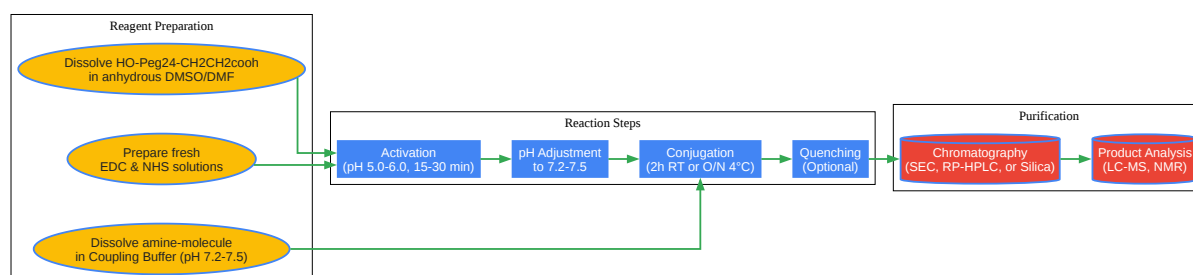 Reagent Preparation
Dissolve HO-Peg24-CH2CH2cooh
in anhydrous DMSO/DMF
Prepare fresh
EDC & NHS solutions
Dissolve amine-molecule
in Coupling Buffer (pH 7.2-7.5)
Reaction Steps
Activation
(pH 5.0-6.0, 15-30 min)
pH Adjustment
to 7.2-7.5
Conjugation
(2h RT or O/N 4°C)
Quenching
(Optional)
Purification
Chromatography
(SEC, RP-HPLC, or Silica)
Product Analysis
(LC-MS, NMR)